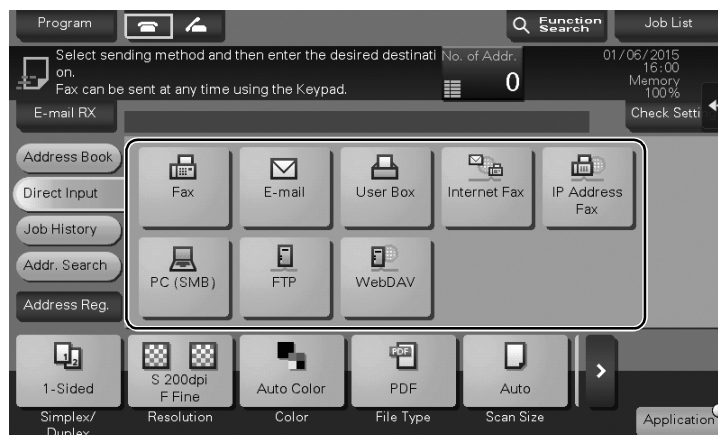 Program
Function
Search
Job List
Select sending method and then enter the desired destinati
on.
Fax can be sent at any time using the Keypad.
No. of Addr.
0
01/06/2015
16:00
Memory
100%
E-mail RX
Check Setti
Address Book
Direct Input
Job History
Addr. Search
Address Reg.
Fax
E-mail
User Box
Internet Fax
IP Address
Fax
PC (SMB)
FTP
WebDAV
1 2
1-Sided
S 200dpi
F Fine
Auto Color
PDF
PDF
Auto
Simplex/
Duplex
Resolution
Color
File Type
Scan Size
Application